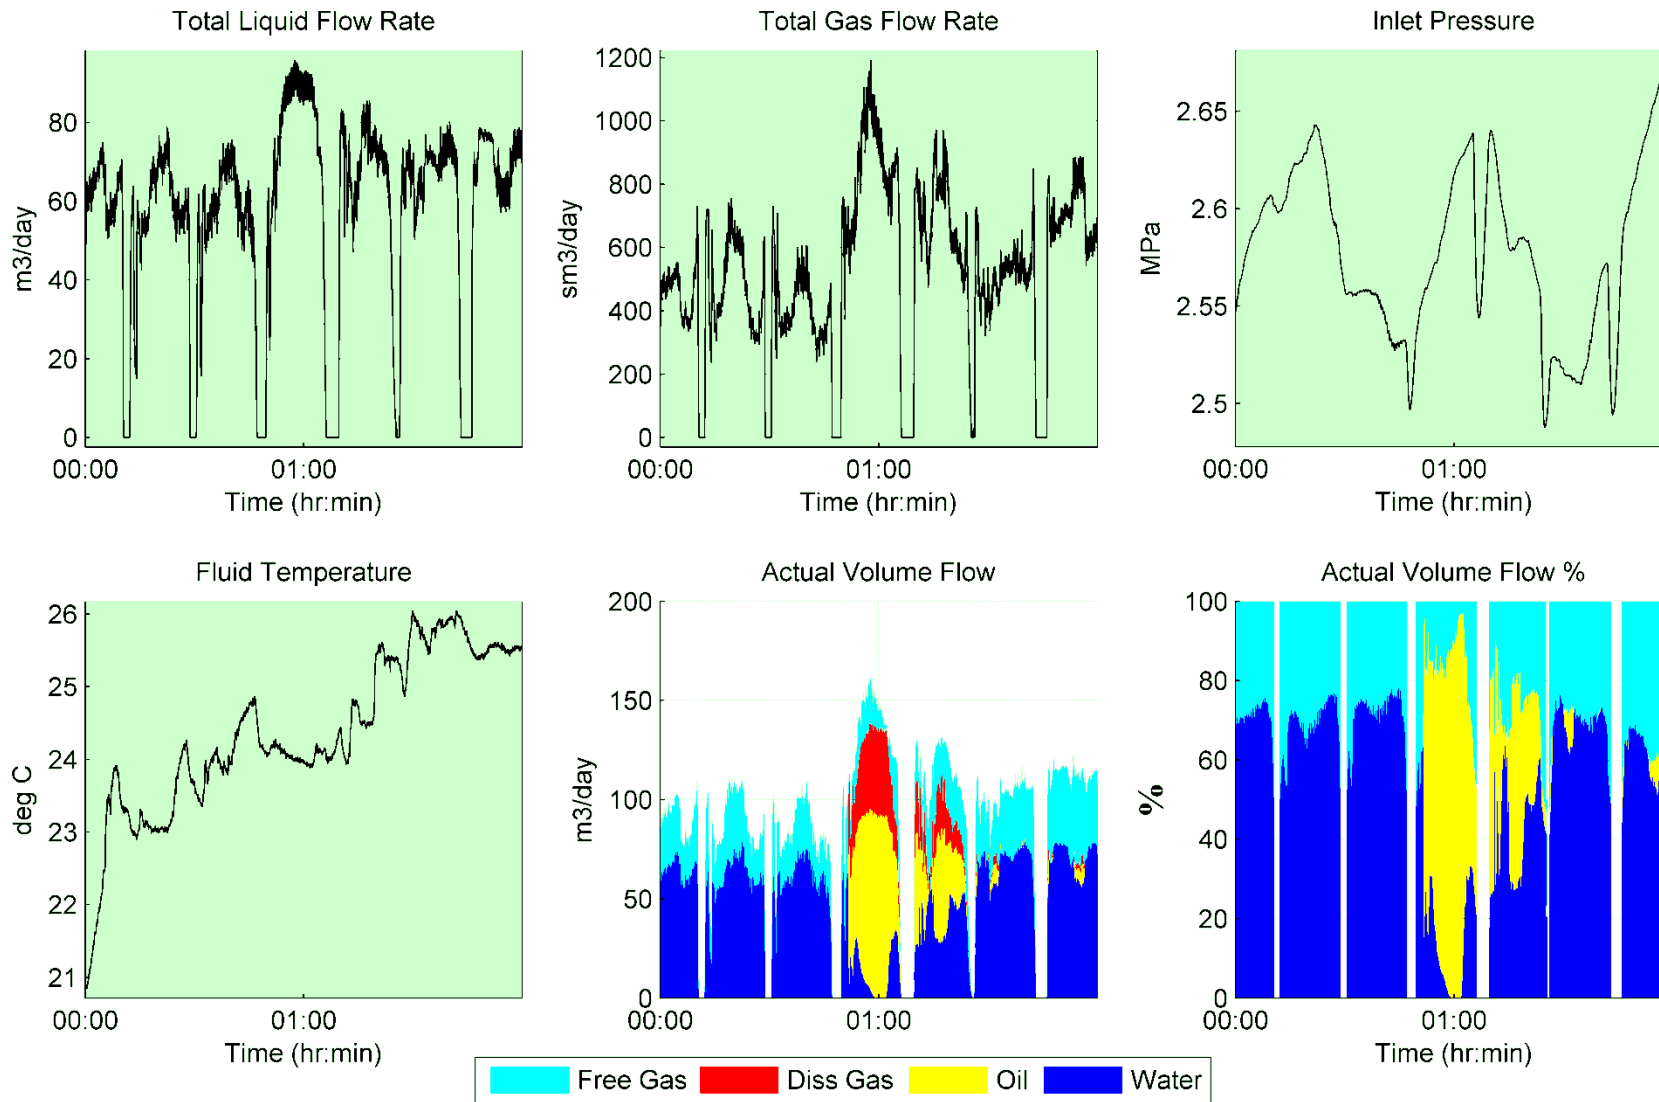 Total Liquid Flow Rate
m3/day
80
60
40
20
0
00:00
01:00
Time (hr:min)
Total Gas Flow Rate
sm3/day
1200
1000
800
600
400
200
0
00:00
01:00
Time (hr:min)
Inlet Pressure
MPa
2.65
2.6
2.55
2.5
00:00
01:00
Time (hr:min)
Fluid Temperature
deg C
26
25
24
23
22
21
00:00
01:00
Time (hr:min)
Actual Volume Flow
m3/day
200
150
100
50
0
00:00
01:00
Actual Volume Flow %
%
100
80
60
40
20
0
00:00
01:00
Time (hr:min)
Free Gas
Diss Gas
Oil
Water